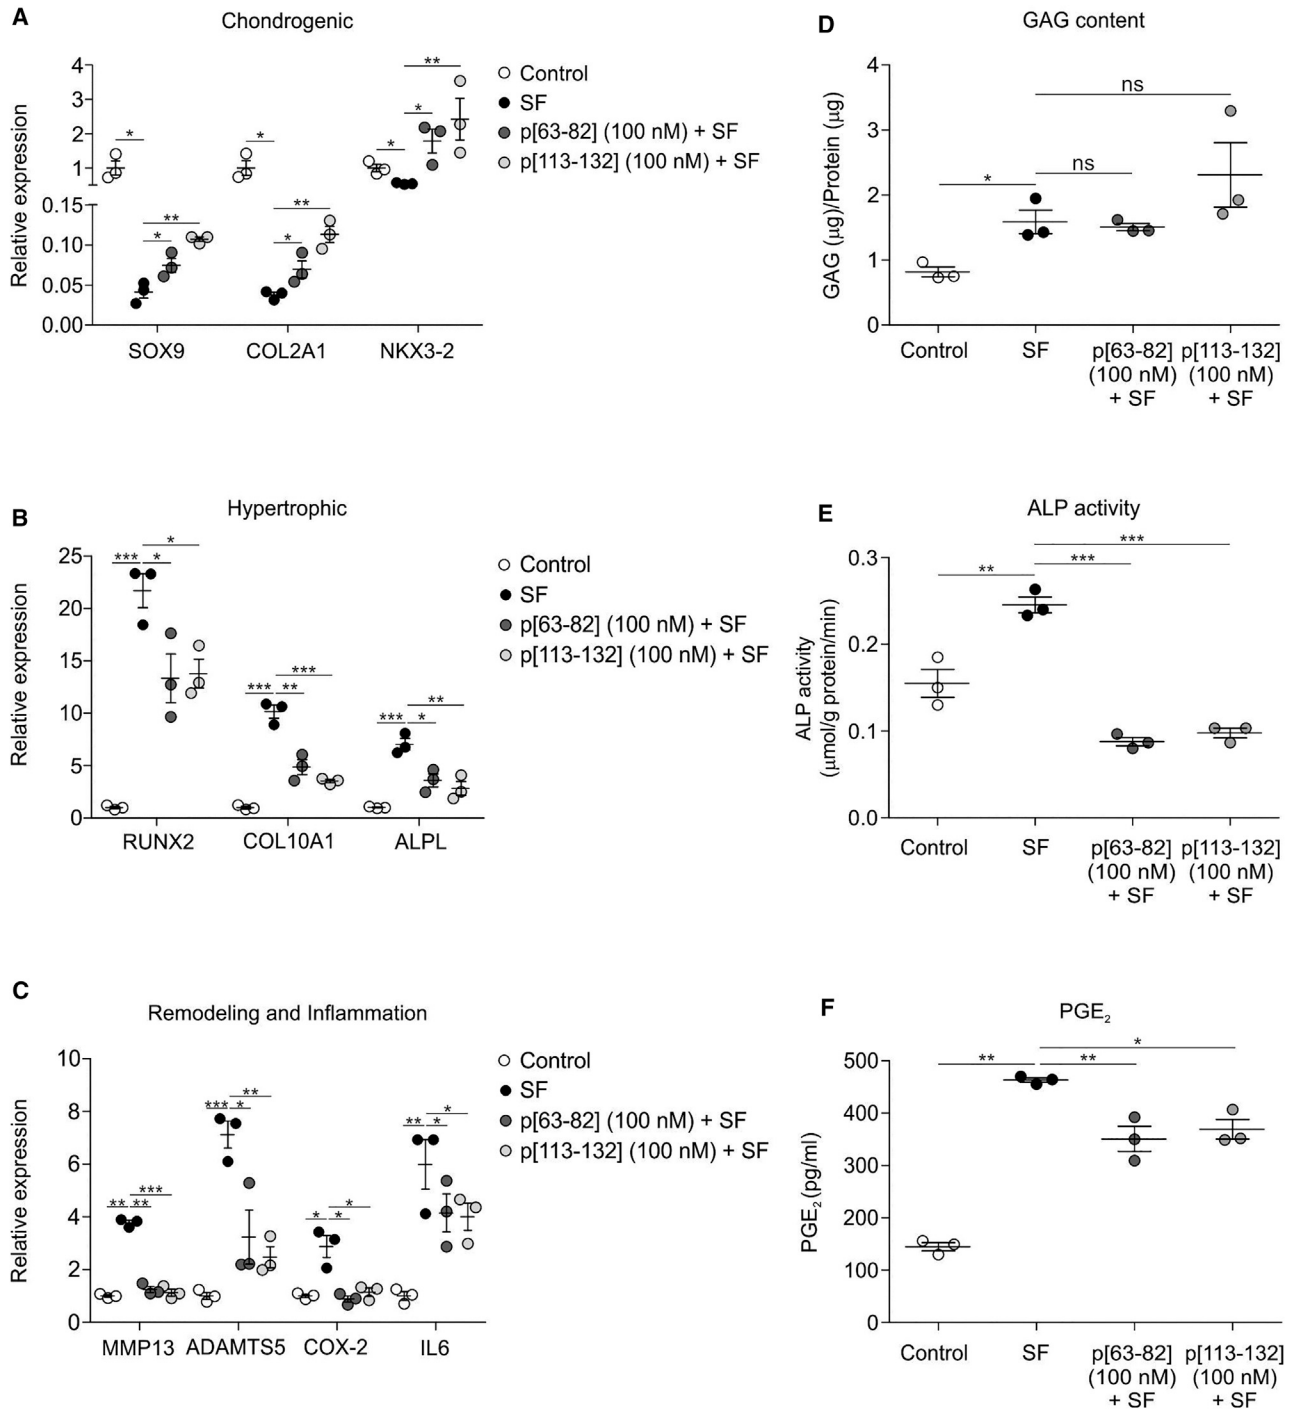 A
Chondrogenic
Relative expression
4
3
2
1
0.15
0.10
0.05
0.00
*
**
*
*
**
*
*
*
**
SOX9
COL2A1
NKX3-2
Control
SF
p[63-82] (100 nM) + SF
p[113-132] (100 nM) + SF
D
GAG content
GAG (μg)/Protein (μg)
4
3
2
1
0
*
ns
ns
Control
SF
p[63-82]
(100 nM)
+ SF
p[113-132]
(100 nM)
+ SF
B
Hypertrophic
Relative expression
25
20
15
10
5
0
***
*
*
***
**
***
***
*
**
RUNX2
COL10A1
ALPL
Control
SF
p[63-82] (100 nM) + SF
p[113-132] (100 nM) + SF
E
ALP activity
ALP activity
(μmol/g protein/min)
0.3
0.2
0.1
0.0
**
***
***
Control
SF
p[63-82]
(100 nM)
+ SF
p[113-132]
(100 nM)
+ SF
C
Remodeling and Inflammation
Relative expression
10
8
6
4
2
0
**
**
***
***
*
**
*
*
*
**
*
*
MMP13
ADAMTS5
COX-2
IL6
Control
SF
p[63-82] (100 nM) + SF
p[113-132] (100 nM) + SF
F
PGE₂
PGE₂ (pg/ml)
500
400
300
200
100
0
**
**
*
Control
SF
p[63-82]
(100 nM)
+ SF
p[113-132]
(100 nM)
+ SF